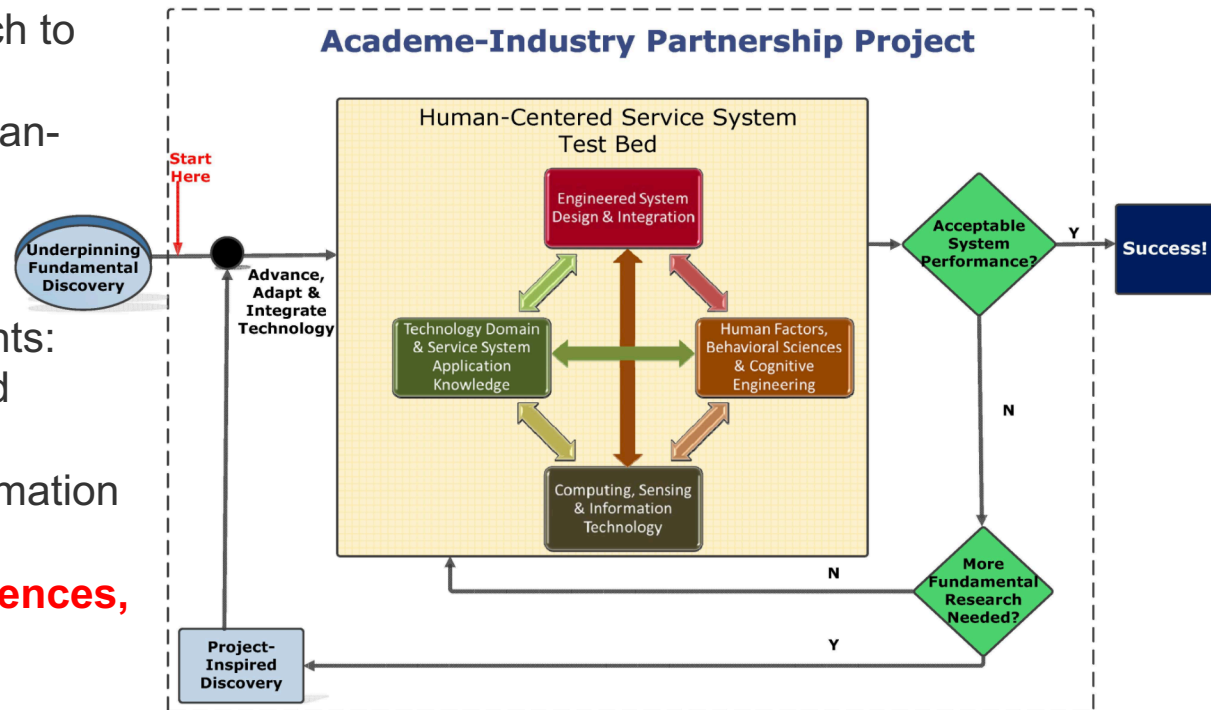 ch to
an-
nts:
d
mation
ences,
Academe-Industry Partnership Project
Start
Here
Underpinning
Fundamental
Discovery
Advance,
Adapt &
Integrate
Technology
Human-Centered Service System
Test Bed
Engineered System
Design & Integration
Technology Domain
& Service System
Application
Knowledge
Human Factors,
Behavioral Sciences
& Cognitive
Engineering
Computing, Sensing
& Information
Technology
Acceptable
System
Performance?
Y
Success!
N
More
Fundamental
Research
Needed?
N
Y
Project-
Inspired
Discovery